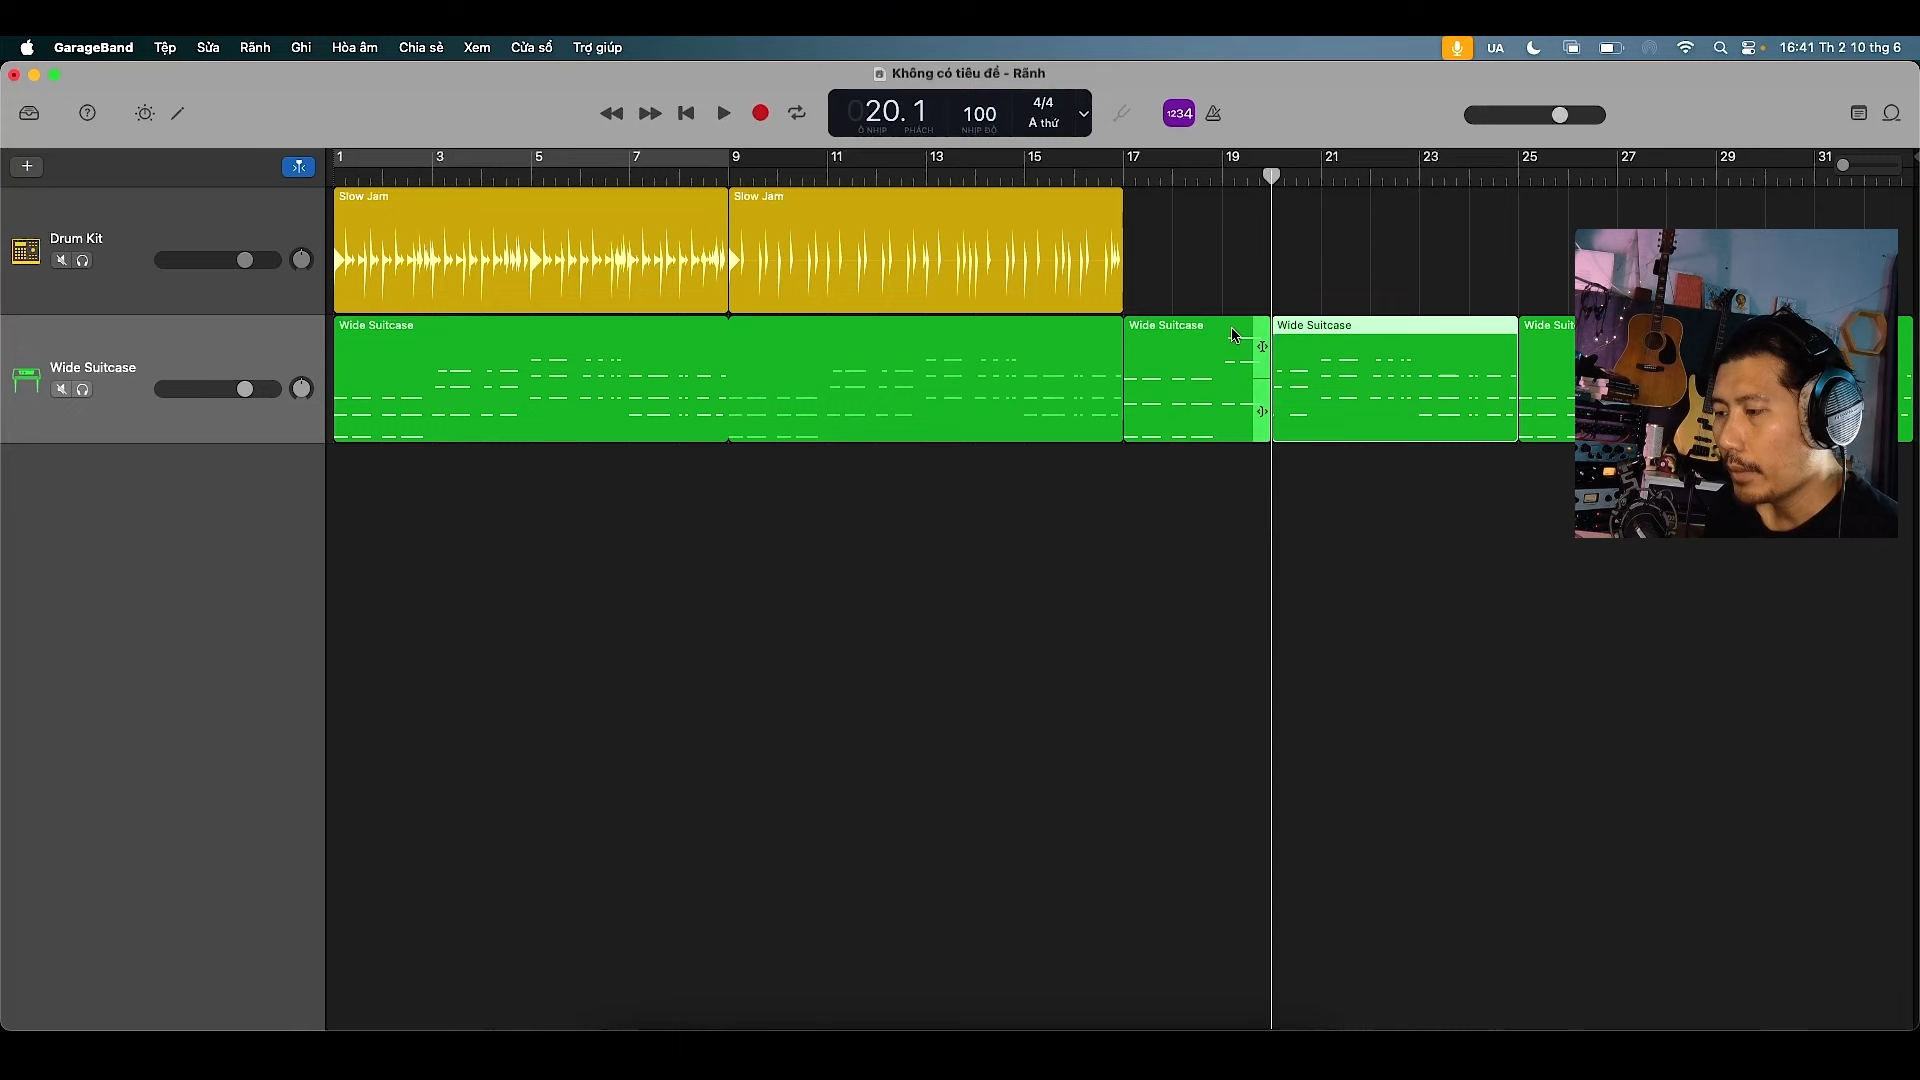 GarageBand Tệp Sửa Rãnh Ghi Hòa âm Chia sẻ Xem Cửa sổ Trợ giúp UA 16:41 Th 2 10 thg 6
Không có tiêu đề - Rãnh
020.1 100 4/4
Ô NHỊP PHÁCH NHỊP ĐỘ A thứ
1234
1 3 5 7 9 11 13 15 17 19 21 23 25 27 29 31
Slow Jam Slow Jam
Drum Kit
Wide Suitcase Wide Suitcase Wide Suitcase Wide Suit
Wide Suitcase